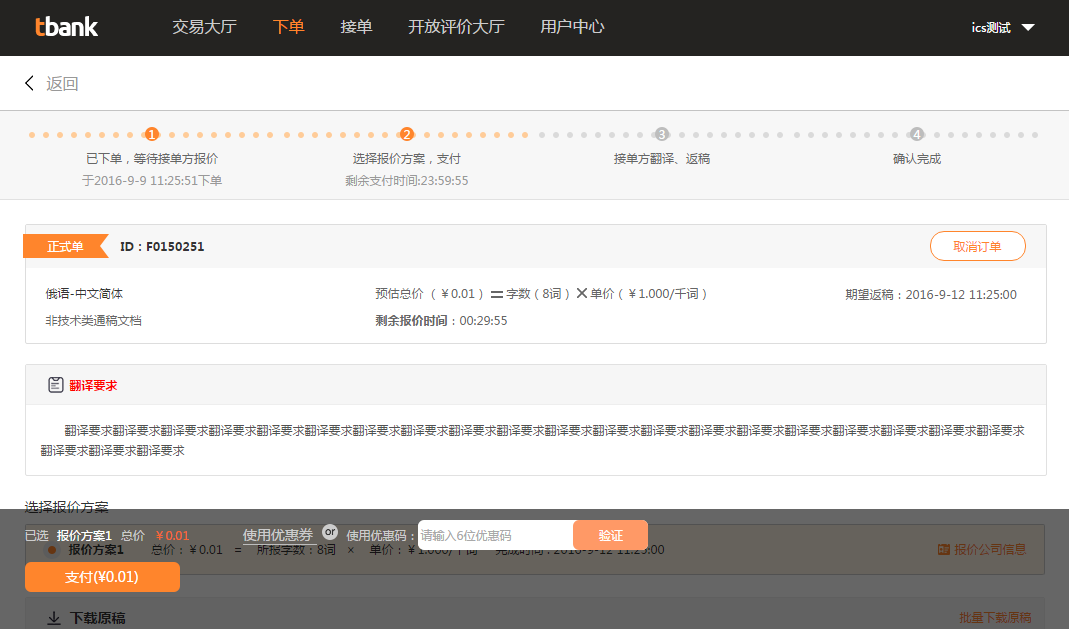 tbank 交易大厅 下单 接单 开放评价大厅 用户中心 ics测试
返回
1 2 3 4
已下单，等待接单方报价 选择报价方案，支付 接单方翻译、返稿 确认完成
于2016-9-9 11:25:51下单 剩余支付时间:23:59:55
正式单 ID：F0150251 取消订单
俄语-中文简体 预估总价（￥0.01）＝字数（8词）×单价（￥1.000/千词） 期望返稿：2016-9-12 11:25:00
非技术类通稿文档 剩余报价时间：00:29:55
翻译要求
翻译要求翻译要求翻译要求翻译要求翻译要求翻译要求翻译要求翻译要求翻译要求翻译要求翻译要求翻译要求翻译要求翻译要求翻译要求翻译要求翻译要求翻译要求翻译要求翻译要求
翻译要求翻译要求翻译要求
选择报价方案
已选 报价方案1 总价 ￥0.01 使用优惠券 or 使用优惠码： 请输入6位优惠码 验证
报价方案1 总价：￥0.01 = 所报字数：8词 × 单价：￥1.000/千词 完成时间：2016-9-12 11:25:00 报价公司信息
支付(¥0.01)
下载原稿 批量下载原稿